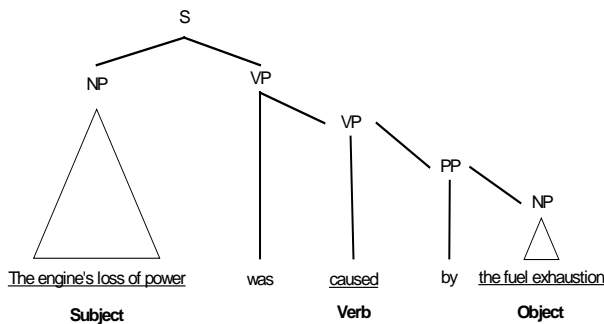 S
NP VP
VP
PP
NP
The engine's loss of power was caused by the fuel exhaustion
Subject Verb Object